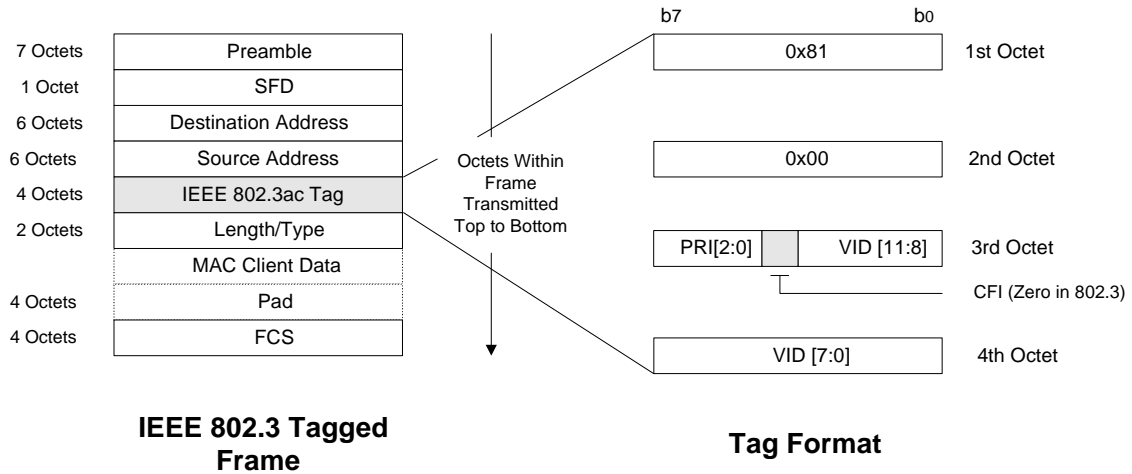 b7 b0
7 Octets Preamble 0x81 1st Octet
1 Octet SFD
6 Octets Destination Address
6 Octets Source Address
Octets Within
Frame
Transmitted
Top to Bottom
0x00 2nd Octet
4 Octets IEEE 802.3ac Tag
2 Octets Length/Type
PRI[2:0] VID [11:8] 3rd Octet
MAC Client Data
CFI (Zero in 802.3)
4 Octets Pad
4 Octets FCS
VID [7:0] 4th Octet
IEEE 802.3 Tagged
Frame
Tag Format